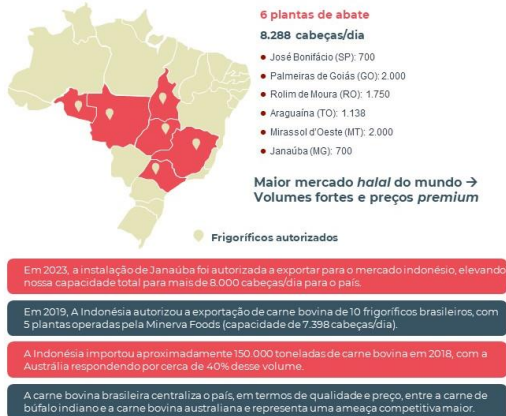 6 plantas de abate
8.288 cabeças/dia
José Bonifácio (SP): 700
Palmeiras de Goiás (GO): 2.000
Rolim de Moura (RO): 1.750
Araguaína (TO): 1.138
Mirassol d'Oeste (MT): 2.000
Janaúba (MG): 700
Maior mercado halal do mundo →
Volumes fortes e preços premium
Frigoríficos autorizados
Em 2023, a instalação de Janaúba foi autorizada a exportar para o mercado indonésio, elevando
nossa capacidade total para mais de 8.000 cabeças/dia para o país.
Em 2019, A Indonésia autorizou a exportação de carne bovina de 10 frigoríficos brasileiros, com
5 plantas operadas pela Minerva Foods (capacidade de 7.398 cabeças/dia).
A Indonésia importou aproximadamente 150.000 toneladas de carne bovina em 2018, com a
Austrália respondendo por cerca de 40% desse volume.
A carne bovina brasileira centraliza o país, em termos de qualidade e preço, entre a carne de
búfalo indiano e a carne bovina australiana e representa uma ameaça competitiva maior.